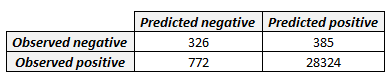 Predicted negative Predicted positive
Observed negative 326 385
Observed positive 772 28324